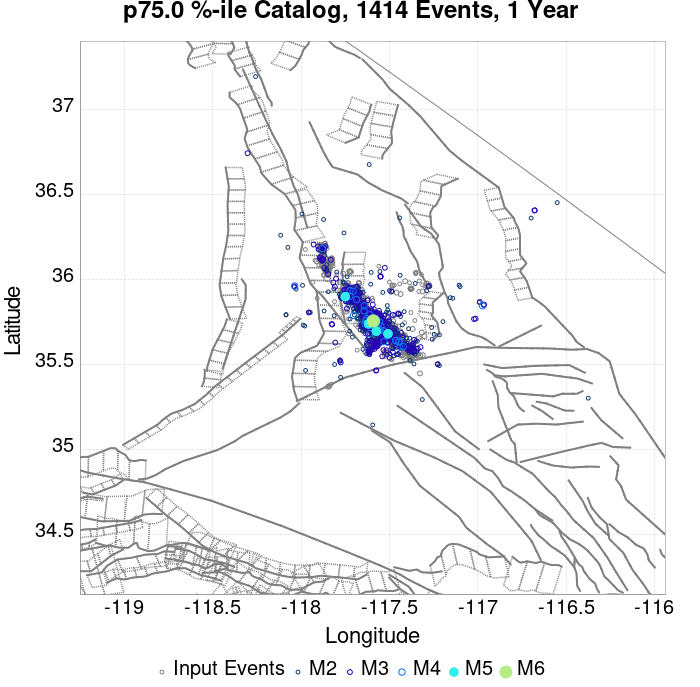 p75.0 %-ile Catalog, 1414 Events, 1 Year
37
36.5
36
35.5
35
34.5
Latitude
-119 -118.5 -118 -117.5 -117 -116.5 -116
Longitude
Input Events M2 M3 M4 M5 M6